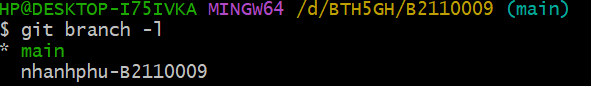 HP@DESKTOP-I75IVKA MINGW64 /d/BTH5GH/B2110009 (main)
$ git branch -l
* main
  nhanhphu-B2110009